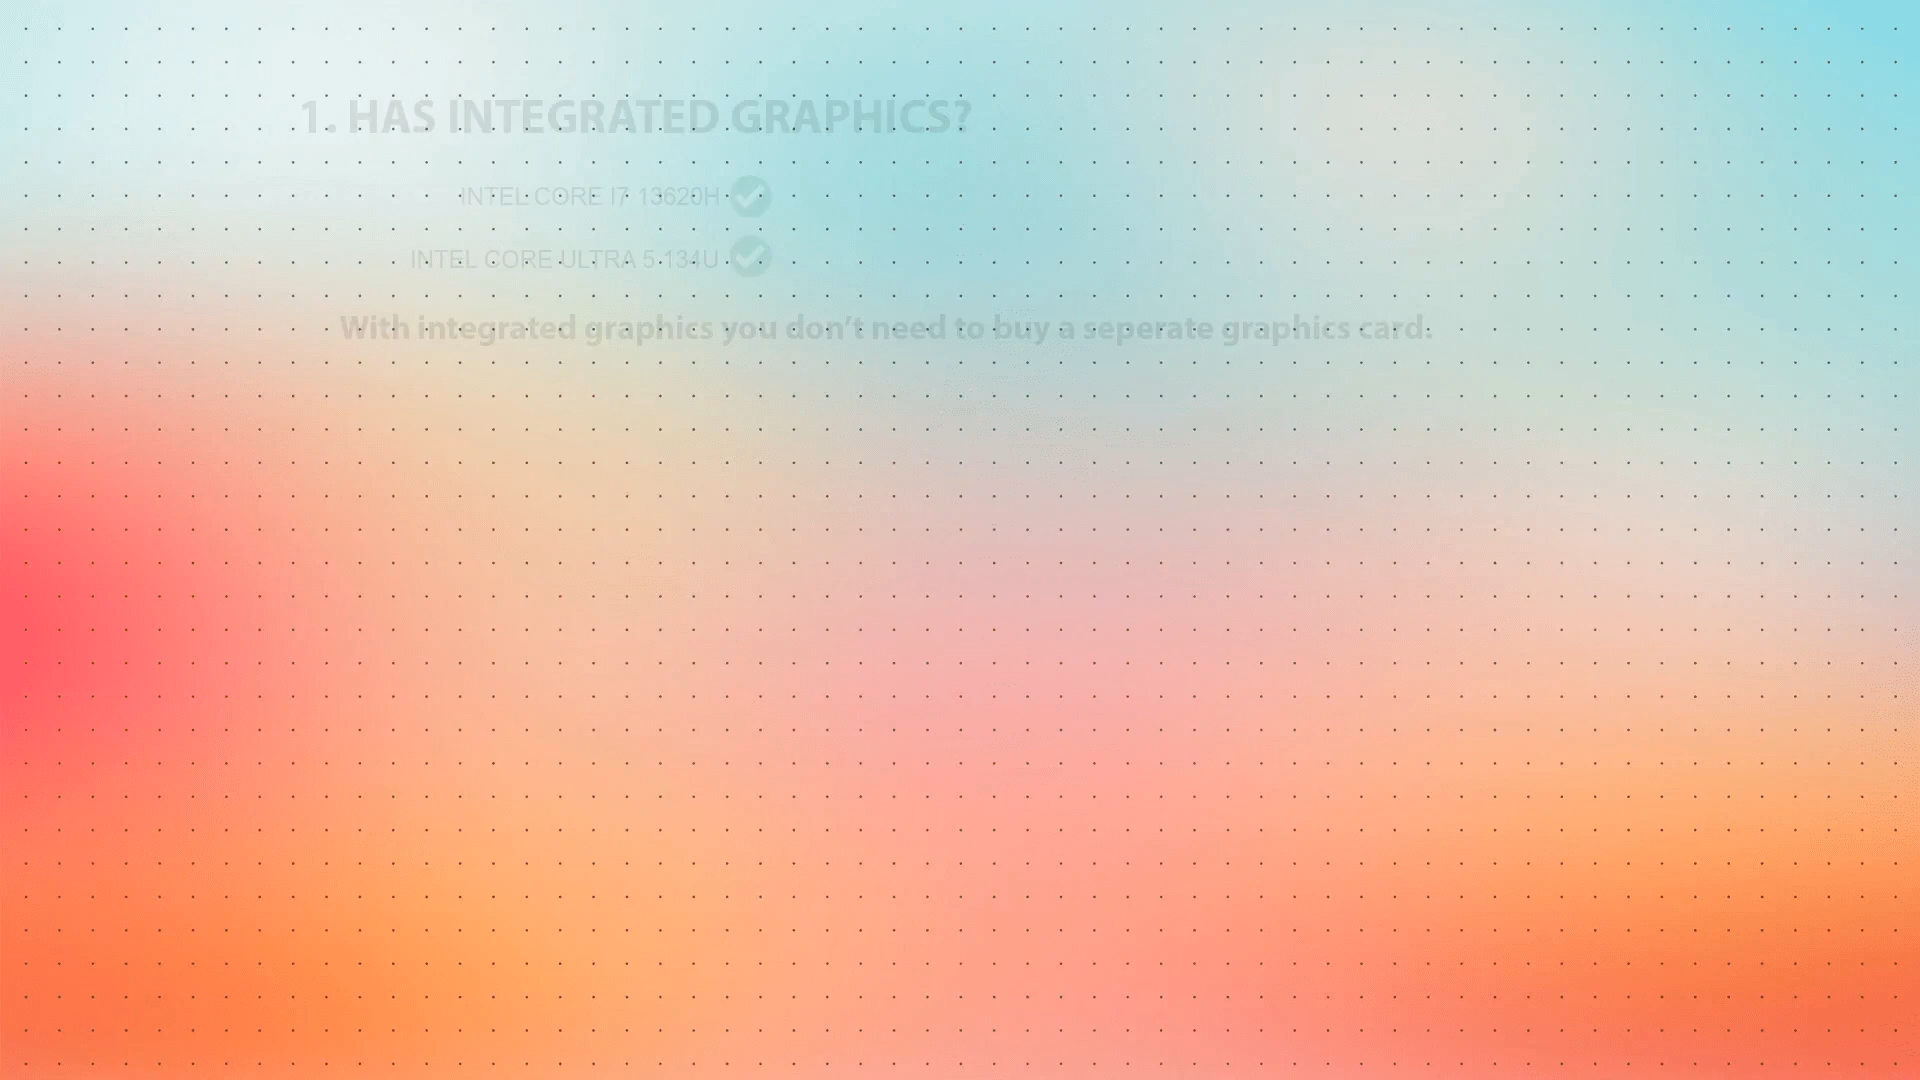 1. HAS INTEGRATED GRAPHICS?
INTEL CORE I7 13620H
INTEL CORE ULTRA 5 134U
With integrated graphics you don’t need to buy a seperate graphics card.